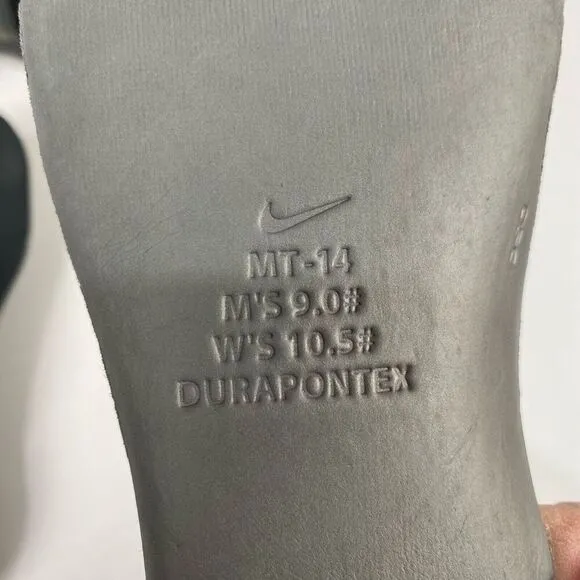 MT-14
M'S 9.0#
W'S 10.5#
DURAPONTEX